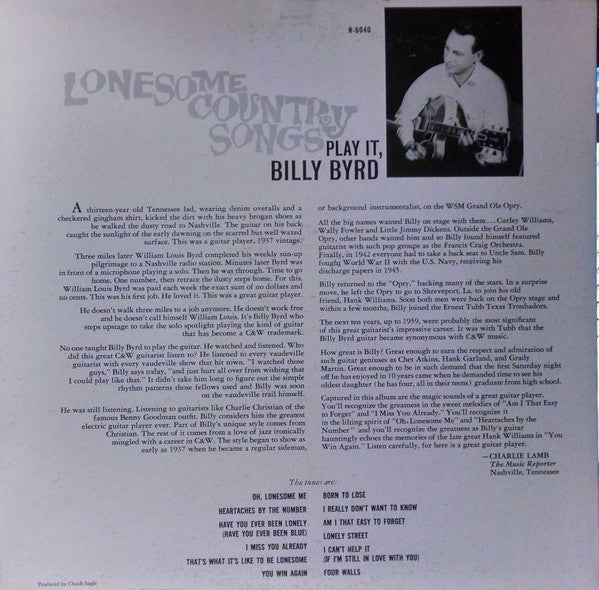 R-6040
LONESOME
COUNTRY
SONGS
PLAY IT,
BILLY BYRD
A thirteen-year old Tennessee lad, wearing denim overalls and a
checkered gingham shirt, kicked the dirt with his heavy brogan shoes as
he walked the dusty road to Nashville. The guitar on his back
caught the sunlight of the early dawning on the scarred but well waxed
surface. This was a guitar player, 1937 vintage.
Three miles later William Louis Byrd completed his weekly sun-up
pilgrimage to a Nashville radio station. Minutes later Byrd was
in front of a microphone playing a solo. Then he was through. Time to go
home. One number, then retrace the dusty steps home. For this,
William Louis Byrd was paid each week the exact sum of no dollars and
no cents. This was his first job. He loved it. This was a great guitar player.
He doesn't walk three miles to a job anymore. He doesn't work free
and he doesn't call himself William Louis. It's Billy Byrd who
steps upstage to take the solo spotlight playing the kind of guitar
that has become a C&W trademark.
No one taught Billy Byrd to play the guitar. He watched and listened. Who
did this great C&W guitarist listen to? He listened to every vaudeville
guitarist with every vaudeville show that hit town. "I watched those
guys," Billy says today, "and just hurt all over from wishing that
I could play like that." It didn't take him long to figure out the simple
rhythm patterns those fellows used and Billy was soon
on the vaudeville trail himself.
He was still listening. Listening to guitarists like Charlie Christian of the
famous Benny Goodman outfit. Billy considers him the greatest
electric guitar player ever. Part of Billy's unique style comes from
Christian. The rest of it comes from a love of jazz ironically
mingled with a career in C&W. The style began to show as
early as 1937 when he became a regular sideman,
or background instrumentalist, on the WSM Grand Ole Opry.
All the big names wanted Billy on stage with them... Curley Williams,
Wally Fowler and Little Jimmy Dickens. Outside the Grand Ole
Opry, other bands wanted him and so Billy found himself featured
guitarist with such pop groups as the Francis Craig Orchestra.
Finally, in 1942 everyone had to take a back seat to Uncle Sam. Billy
fought World War II with the U.S. Navy, receiving his
discharge papers in 1945.
Billy returned to the "Opry," backing many of the stars. In a surprise
move, he left the Opry to go to Shreveport, La. to join his old
friend, Hank Williams. Soon both men were back on the Opry stage and
within a few months, Billy joined the Ernest Tubb Texas Troubadors.
The next ten years, up to 1959, were probably the most significant
of this great guitarist's impressive career. It was with Tubb that the
Billy Byrd guitar became synonymous with C&W music.
How great is Billy? Great enough to earn the respect and admiration of
such guitar geniuses as Chet Atkins, Hank Garland, and Grady
Martin. Great enough to be in such demand that the first Saturday night
off he has enjoyed in 10 years came when he demanded time to see his
oldest daughter (he has four, all in their teens) graduate from high school.
Captured in this album are the magic sounds of a great guitar player.
You'll recognize the greatness in the sweet melodies of "Am I That Easy
to Forget" and "I Miss You Already." You'll recognize it
in the lilting spirit of "Oh, Lonesome Me" and "Heartaches by the
Number" and you'll recognize the greatness as Billy's guitar
hauntingly echoes the memories of the late great Hank Williams in "You
Win Again." Listen carefully, for here is a great guitar player.
—CHARLIE LAMB
The Music Reporter
Nashville, Tennessee
The tunes are:
OH, LONESOME ME
HEARTACHES BY THE NUMBER
HAVE YOU EVER BEEN LONELY
(HAVE YOU EVER BEEN BLUE)
I MISS YOU ALREADY
THAT'S WHAT IT'S LIKE TO BE LONESOME
YOU WIN AGAIN
BORN TO LOSE
I REALLY DON'T WANT TO KNOW
AM I THAT EASY TO FORGET
LONELY STREET
I CAN'T HELP IT
(IF I'M STILL IN LOVE WITH YOU)
FOUR WALLS
Produced by Chuck Sagle